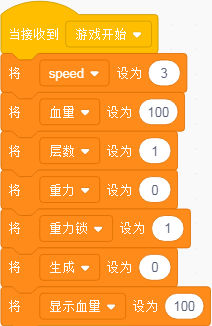 当接收到 游戏开始
将 speed 设为 3
将 血量 设为 100
将 层数 设为 1
将 重力 设为 0
将 重力锁 设为 1
将 生成 设为 0
将 显示血量 设为 100